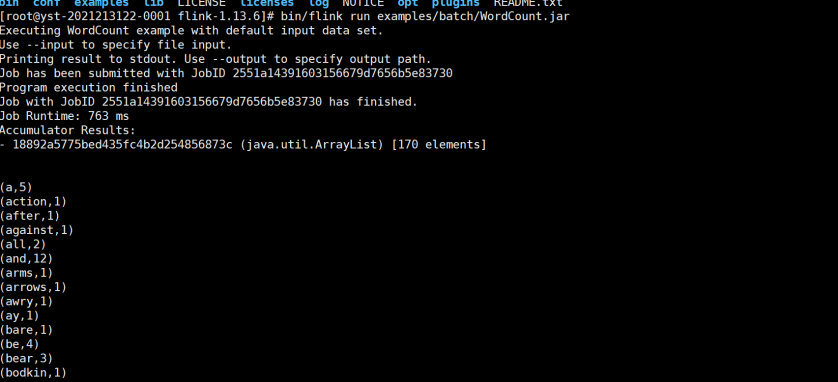 bin conf examples lib LICENSE licenses log NOTICE opt plugins README.txt
[root@yst-2021213122-0001 flink-1.13.6]# bin/flink run examples/batch/WordCount.jar
Executing WordCount example with default input data set.
Use --input to specify file input.
Printing result to stdout. Use --output to specify output path.
Job has been submitted with JobID 2551a14391603156679d7656b5e83730
Program execution finished
Job with JobID 2551a14391603156679d7656b5e83730 has finished.
Job Runtime: 763 ms
Accumulator Results:
- 18892a5775bed435fc4b2d254856873c (java.util.ArrayList) [170 elements]
(a,5)
(action,1)
(after,1)
(against,1)
(all,2)
(and,12)
(arms,1)
(arrows,1)
(awry,1)
(ay,1)
(bare,1)
(be,4)
(bear,3)
(bodkin,1)